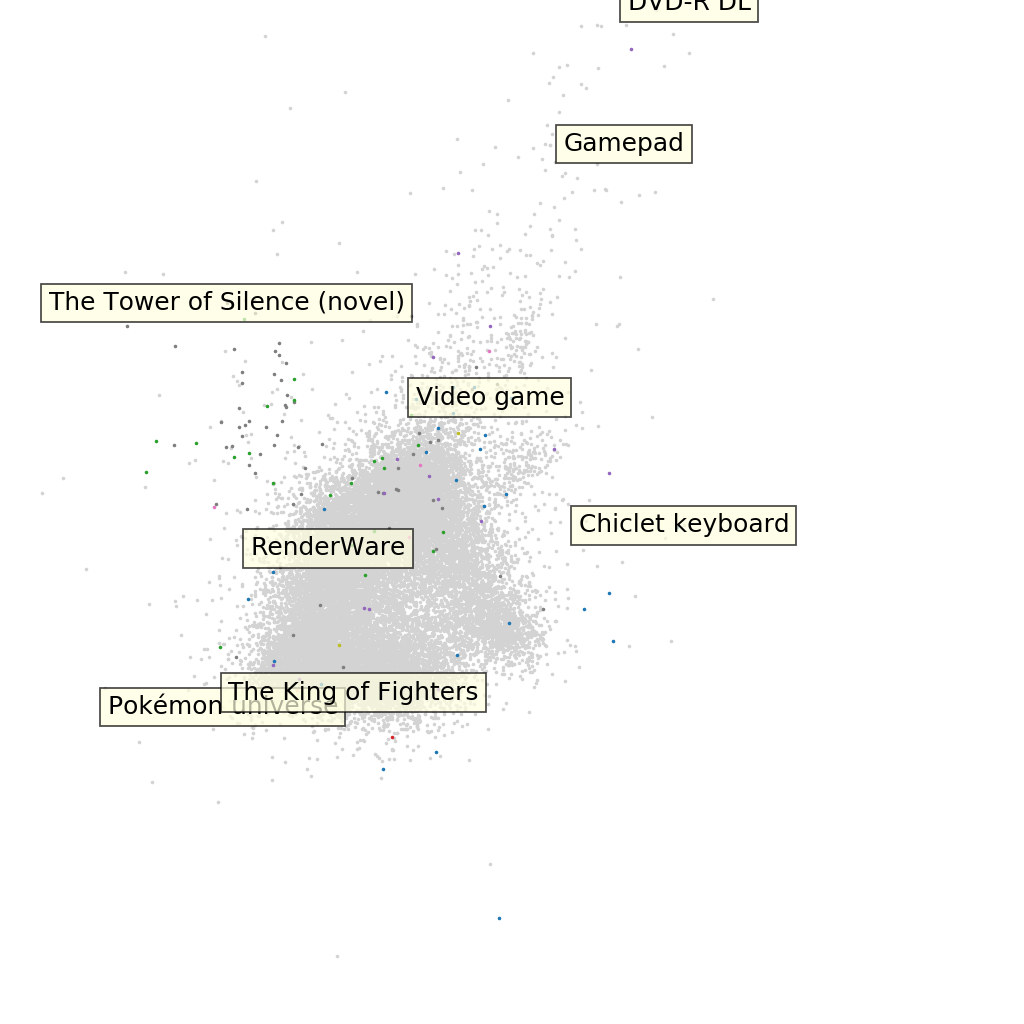 DVD-R DL
Gamepad
The Tower of Silence (novel)
Video game
Chiclet keyboard
RenderWare
The King of Fighters
Pokémon universe